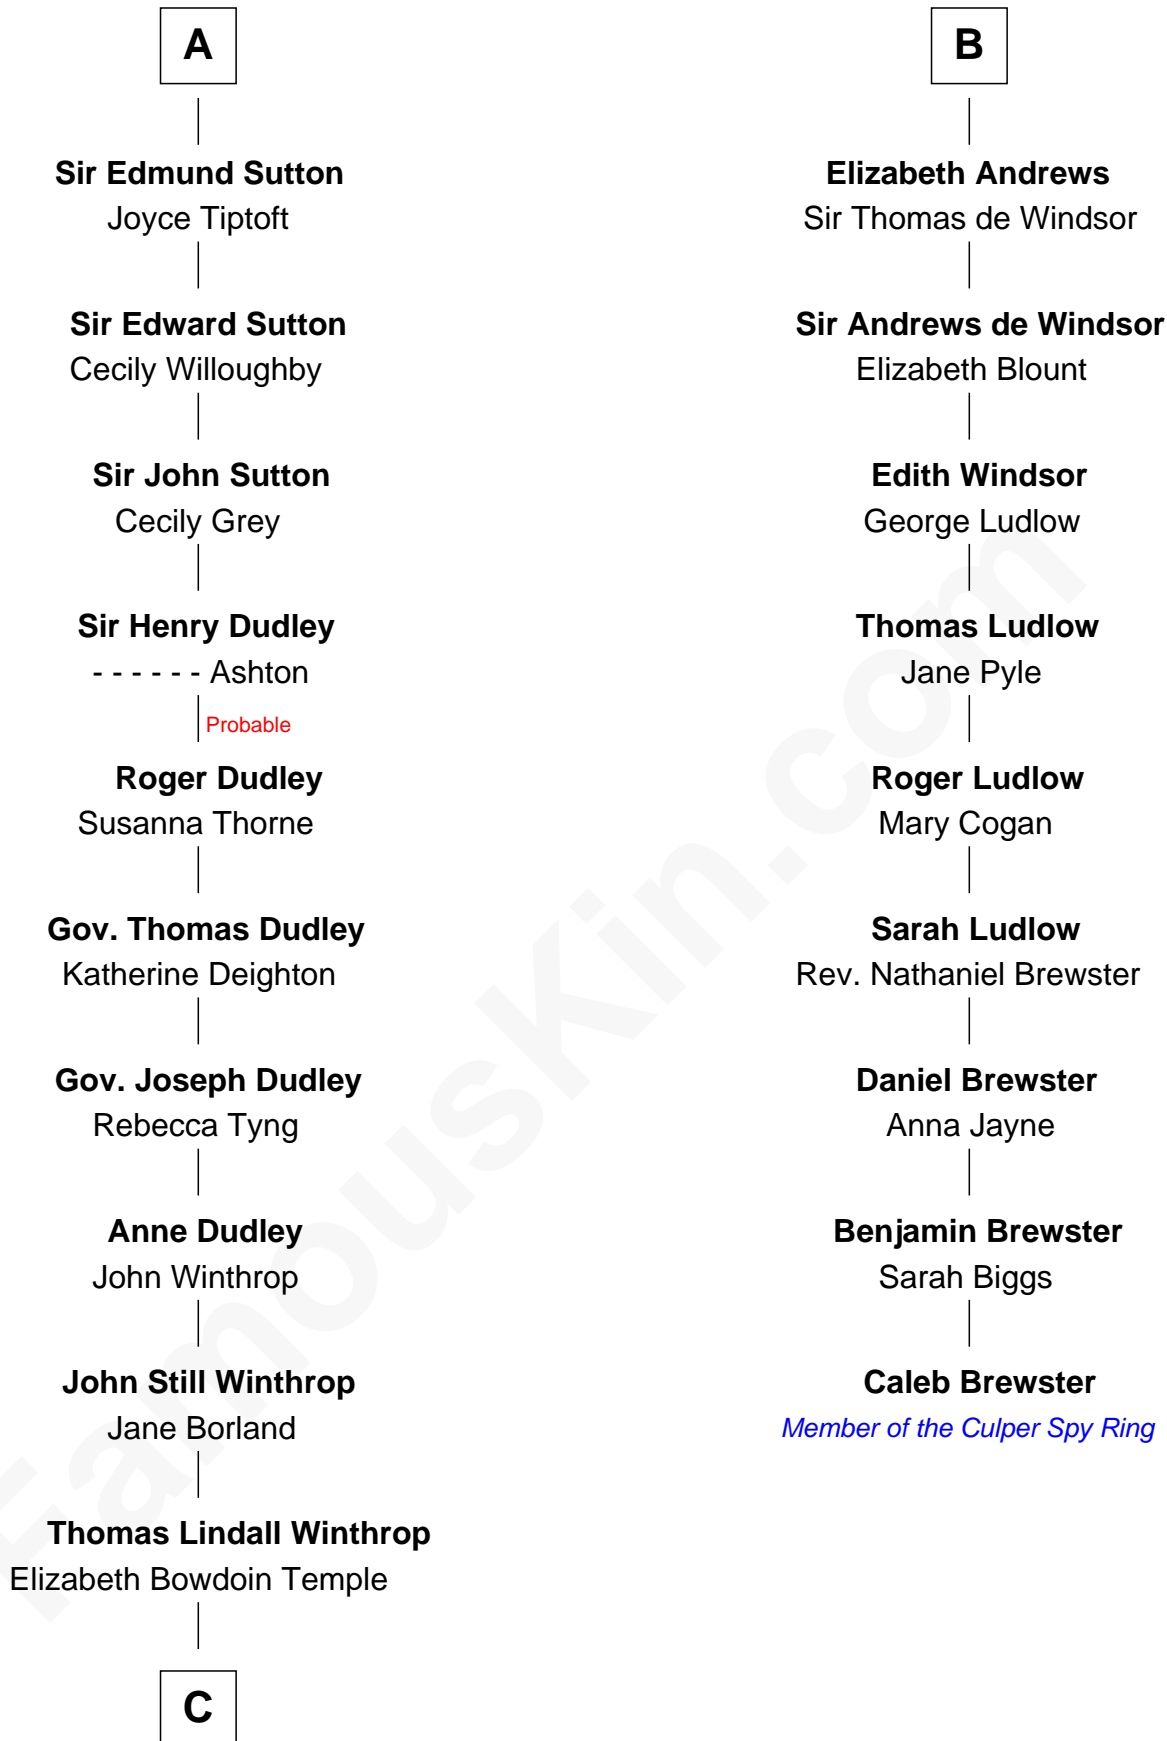 A
Sir Edmund Sutton
Joyce Tiptoft
Sir Edward Sutton
Cecily Willoughby
Sir John Sutton
Cecily Grey
Sir Henry Dudley
- - - - - - Ashton
Probable
Roger Dudley
Susanna Thorne
Gov. Thomas Dudley
Katherine Deighton
Gov. Joseph Dudley
Rebecca Tyng
Anne Dudley
John Winthrop
John Still Winthrop
Jane Borland
Thomas Lindall Winthrop
Elizabeth Bowdoin Temple
C
B
Elizabeth Andrews
Sir Thomas de Windsor
Sir Andrews de Windsor
Elizabeth Blount
Edith Windsor
George Ludlow
Thomas Ludlow
Jane Pyle
Roger Ludlow
Mary Cogan
Sarah Ludlow
Rev. Nathaniel Brewster
Daniel Brewster
Anna Jayne
Benjamin Brewster
Sarah Biggs
Caleb Brewster
Member of the Culper Spy Ring
FamousKin.com